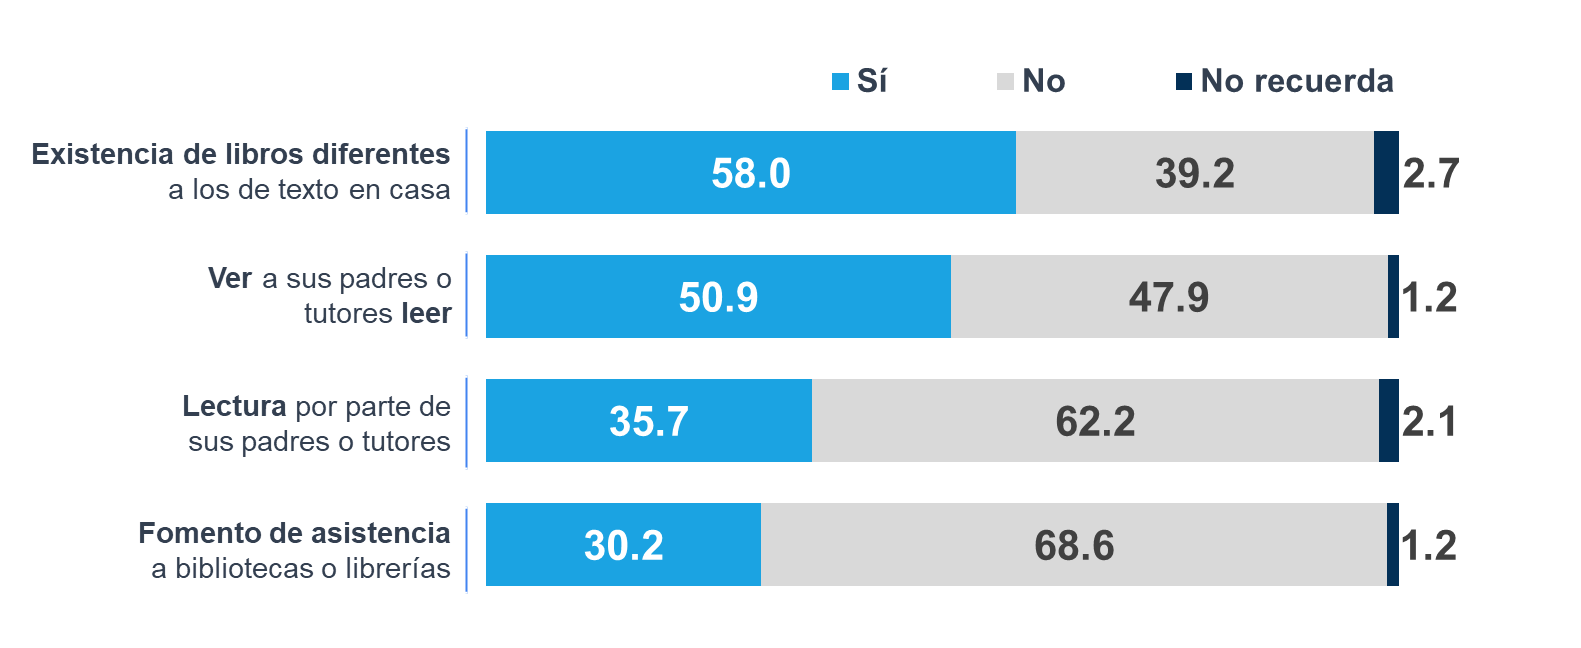 Sí No No recuerda
Existencia de libros diferentes
a los de texto en casa
58.0 39.2 2.7
Ver a sus padres o
tutores leer
50.9 47.9 1.2
Lectura por parte de
sus padres o tutores
35.7 62.2 2.1
Fomento de asistencia
a bibliotecas o librerías
30.2 68.6 1.2